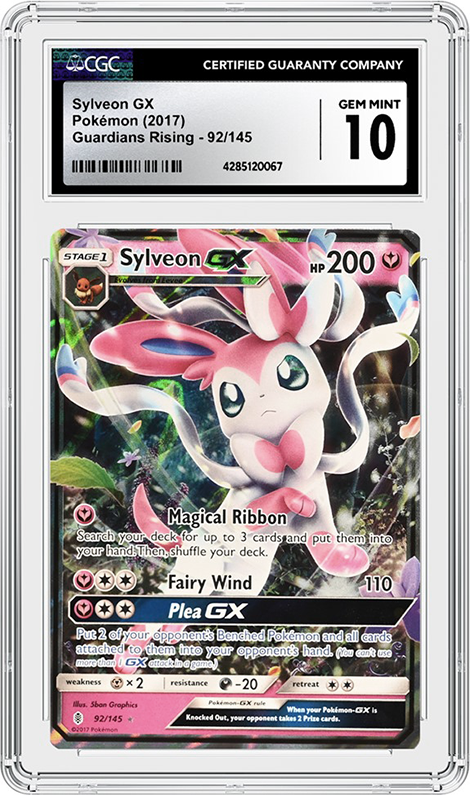 CGC
CERTIFIED GUARANTY COMPANY
Sylveon GX
Pokémon (2017)
Guardians Rising - 92/145
4285120067
GEM MINT
10
STAGE 1
Sylveon GX
HP 200
Magical Ribbon
Search your deck for up to 3 cards and put them into
your hand. Then, shuffle your deck.
Fairy Wind 110
Plea GX
Put 2 of your opponent's Benched Pokémon and all cards
attached to them into your opponent's hand. (You can't use
more than 1 GX attack in a game.)
weakness ×2 resistance -20 retreat
Illus. 5ban Graphics
92/145
©2017 Pokémon
Pokémon-GX rule
When your Pokémon-GX is
Knocked Out, your opponent takes 2 Prize cards.